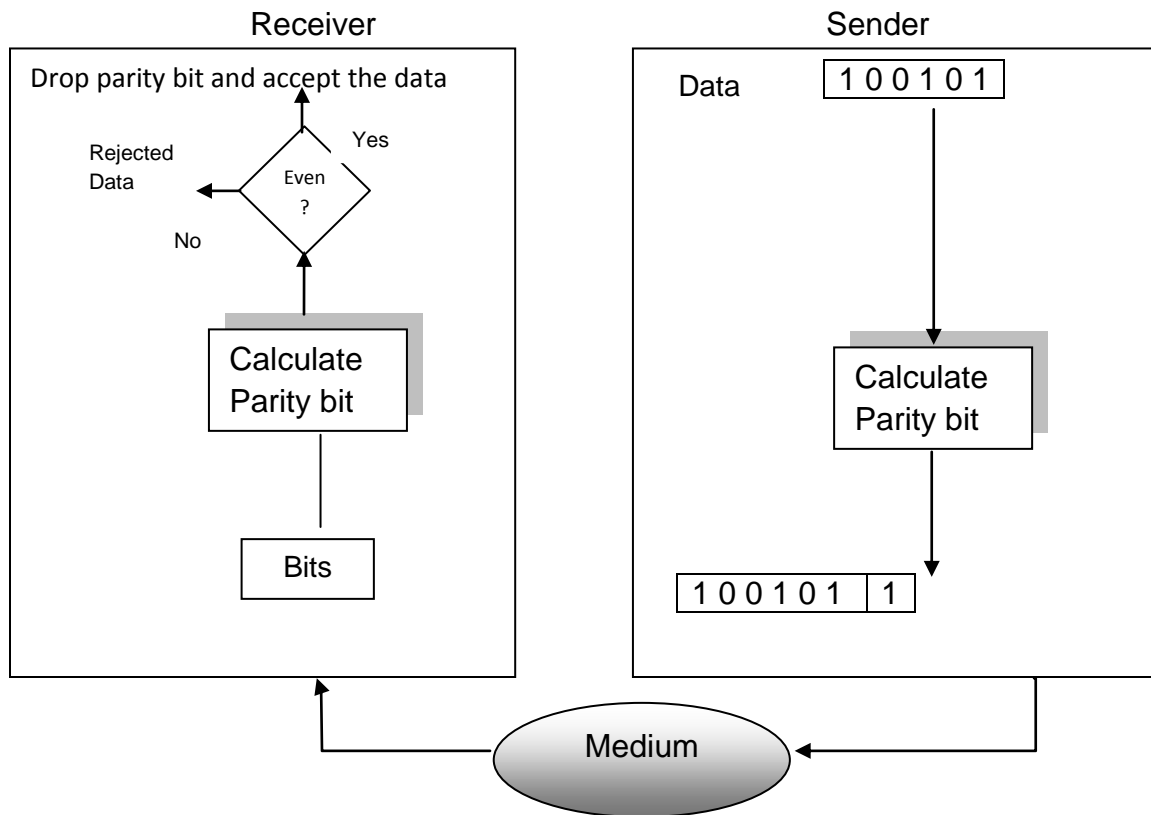 Receiver
Drop parity bit and accept the data
Yes
Rejected
Data
Even
?
No
Calculate
Parity bit
Bits
Sender
Data
1 0 0 1 0 1
Calculate
Parity bit
1 0 0 1 0 1 1
Medium